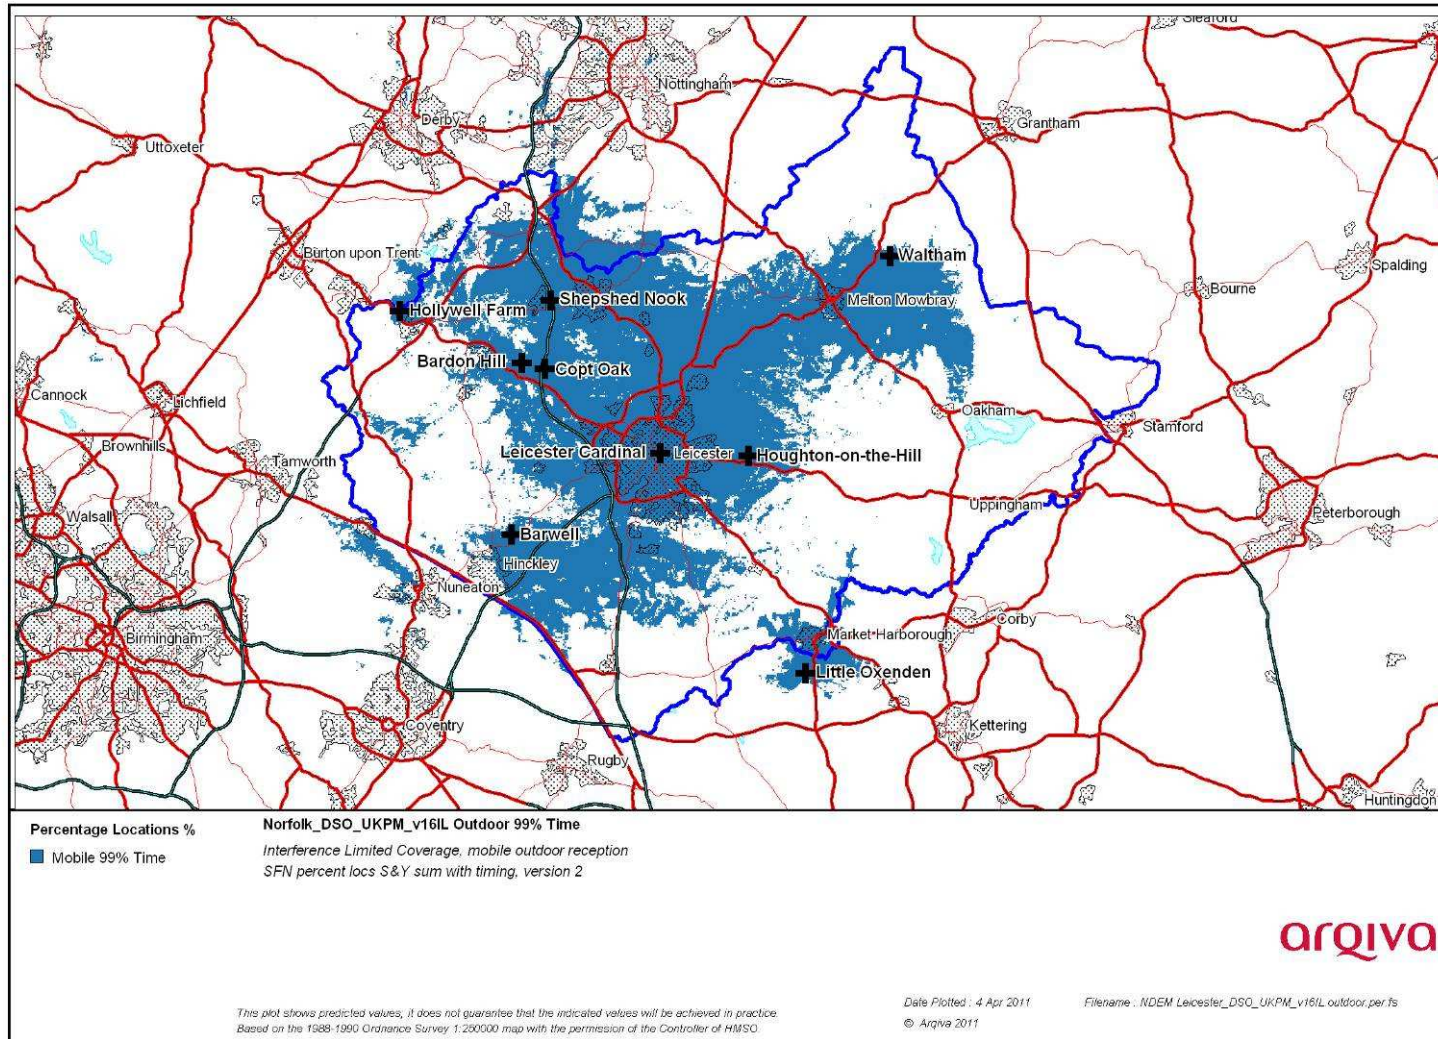 Sleaford
Nottingham
Derby
Grantham
Uttoxeter
Burton upon Trent
Waltham
Spalding
Bourne
Shepshed Nook
Melton Mowbray
Hollywell Farm
Bardon Hill
Copt Oak
Cannock
Lichfield
Oakham
Stamford
Brownhills
Tamworth
Leicester Cardinal
Leicester
Houghton-on-the-Hill
Uppingham
Walsall
Peterborough
Barwell
Hinckley
Nuneaton
Corby
Birmingham
Market Harborough
Little Oxenden
Coventry
Kettering
Rugby
Huntingdon
Percentage Locations %
Mobile 99% Time
Norfolk_DSO_UKPM_v16IL Outdoor 99% Time
Interference Limited Coverage, mobile outdoor reception
SFN percent locs S&Y sum with timing, version 2
arqiva
This plot shows predicted values; it does not guarantee that the indicated values will be achieved in practice.
Based on the 1988-1990 Ordnance Survey 1:250000 map with the permission of the Controller of HMSO
Date Plotted : 4 Apr 2011
© Arqiva 2011
Filename : NDEM Leicester_DSO_UKPM_v16IL outdoor.per.fs